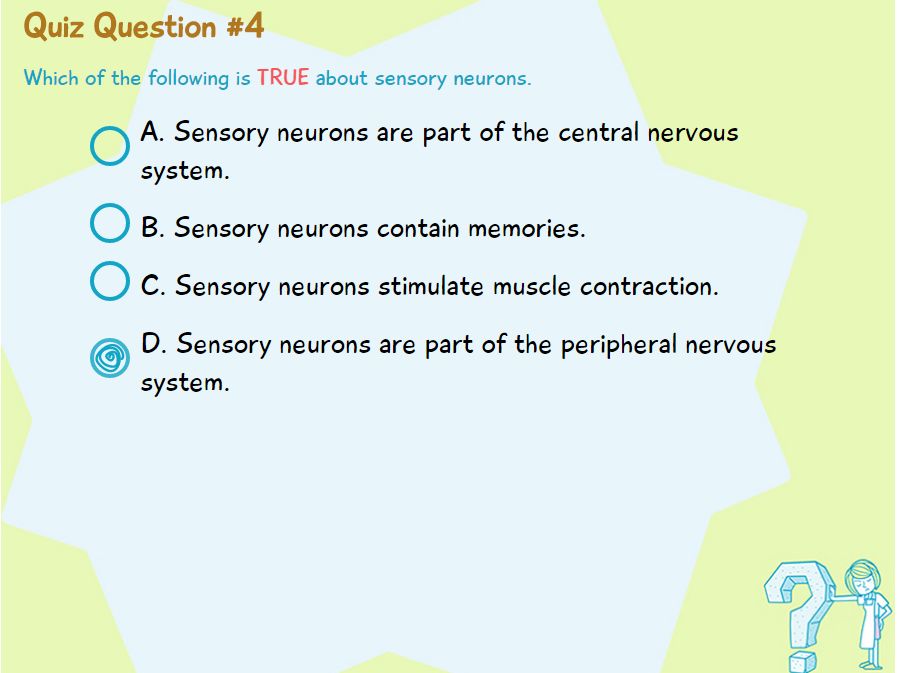 Quiz Question #4
Which of the following is TRUE about sensory neurons.
A. Sensory neurons are part of the central nervous
system.
B. Sensory neurons contain memories.
C. Sensory neurons stimulate muscle contraction.
D. Sensory neurons are part of the peripheral nervous
system.